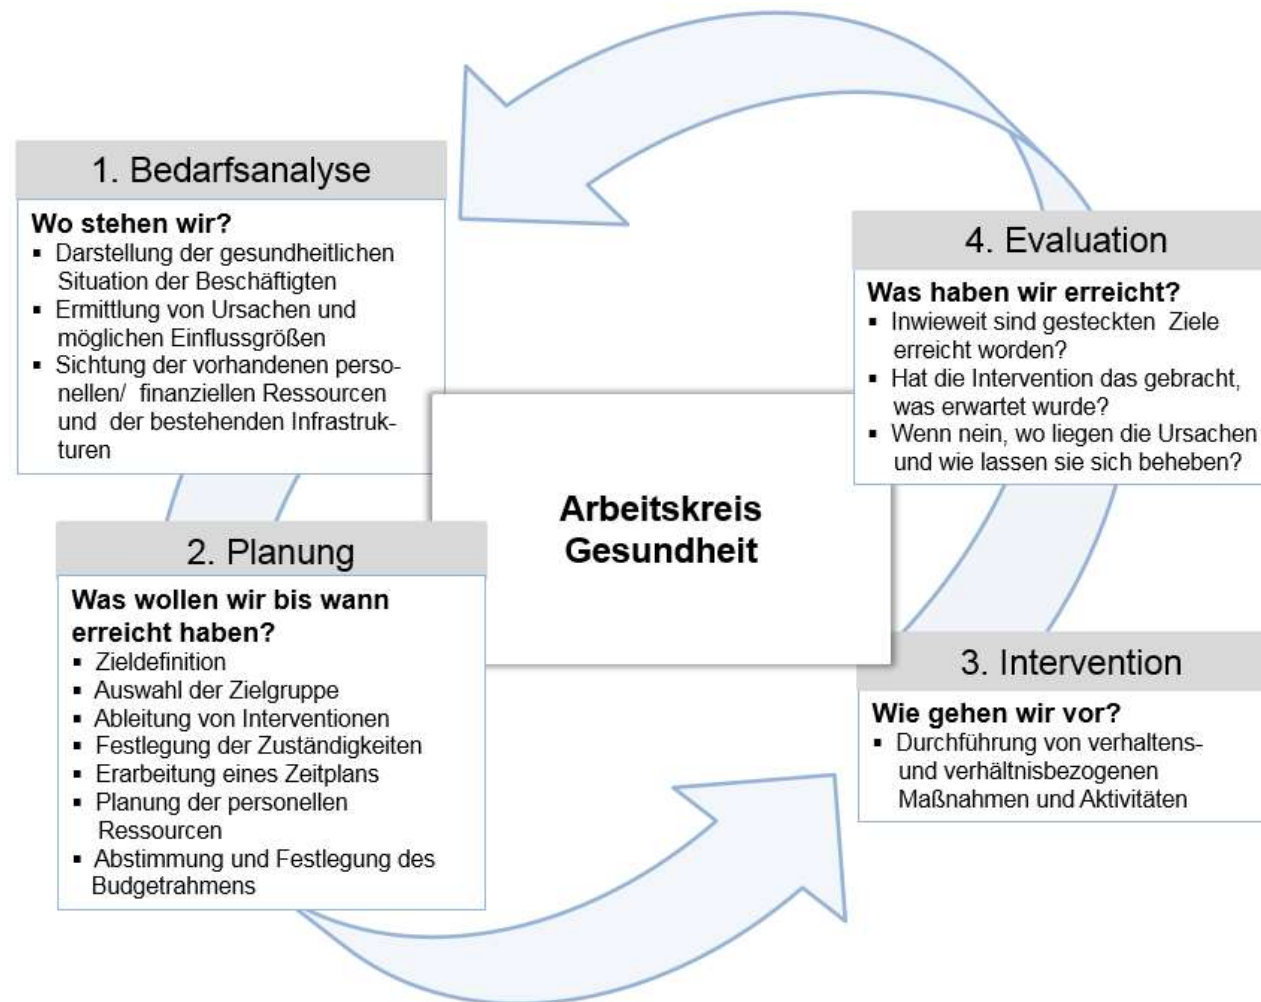 1. Bedarfsanalyse
Wo stehen wir?
▪ Darstellung der gesundheitlichen
Situation der Beschäftigten
▪ Ermittlung von Ursachen und
möglichen Einflussgrößen
▪ Sichtung der vorhandenen perso-
nellen/ finanziellen Ressourcen
und der bestehenden Infrastruk-
turen
2. Planung
Was wollen wir bis wann
erreicht haben?
▪ Zieldefinition
▪ Auswahl der Zielgruppe
▪ Ableitung von Interventionen
▪ Festlegung der Zuständigkeiten
▪ Erarbeitung eines Zeitplans
▪ Planung der personellen
Ressourcen
▪ Abstimmung und Festlegung des
Budgetrahmens
Arbeitskreis
Gesundheit
3. Intervention
Wie gehen wir vor?
▪ Durchführung von verhaltens-
und verhältnisbezogenen
Maßnahmen und Aktivitäten
4. Evaluation
Was haben wir erreicht?
▪ Inwieweit sind gesteckten Ziele
erreicht worden?
▪ Hat die Intervention das gebracht,
was erwartet wurde?
▪ Wenn nein, wo liegen die Ursachen
und wie lassen sie sich beheben?